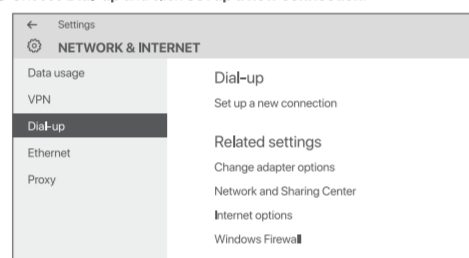 Settings
NETWORK & INTERNET
Data usage
VPN
Dial-up
Ethernet
Proxy
Dial-up
Set up a new connection
Related settings
Change adapter options
Network and Sharing Center
Internet options
Windows Firewall